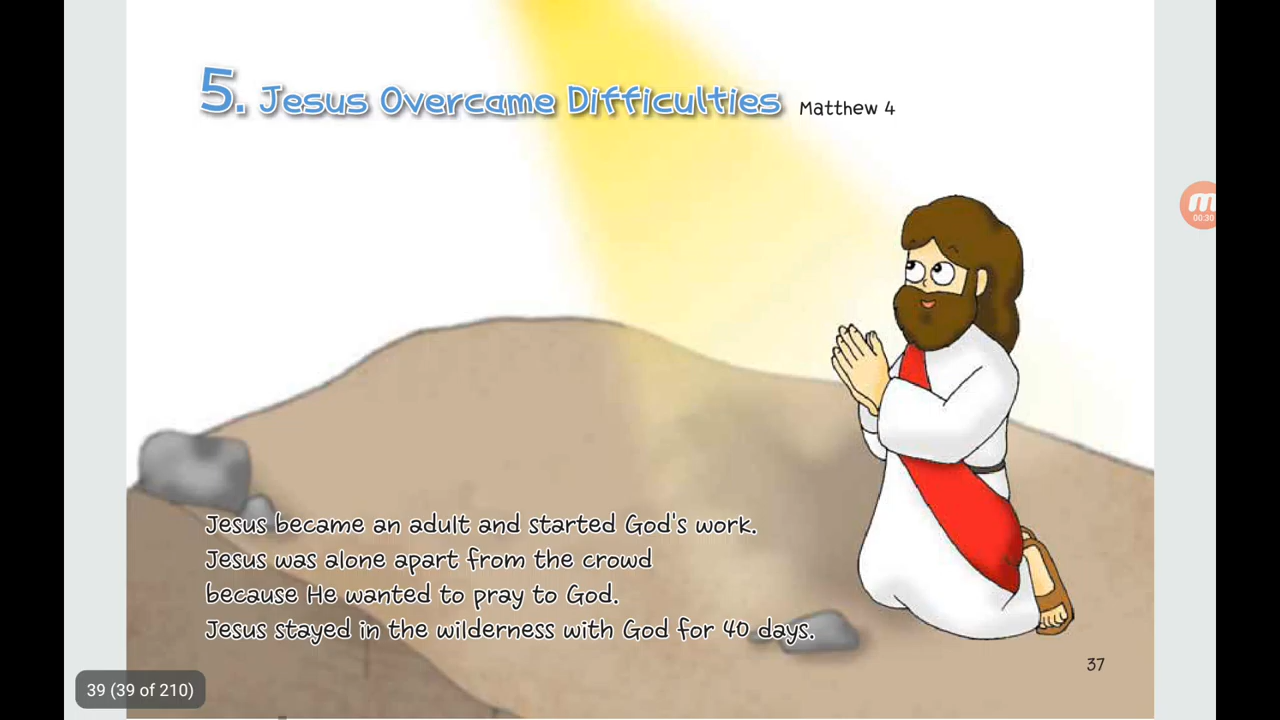 5. Jesus Overcame Difficulties Matthew 4
m
00:30
Jesus became an adult and started God's work.
Jesus was alone apart from the crowd
because He wanted to pray to God.
Jesus stayed in the wilderness with God for 40 days.
37
39 (39 of 210)